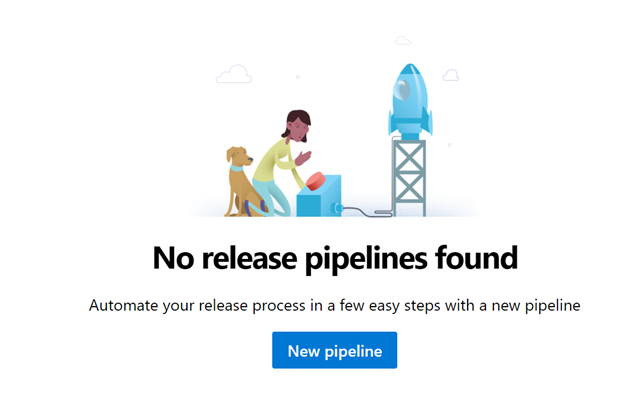 No release pipelines found
Automate your release process in a few easy steps with a new pipeline
New pipeline